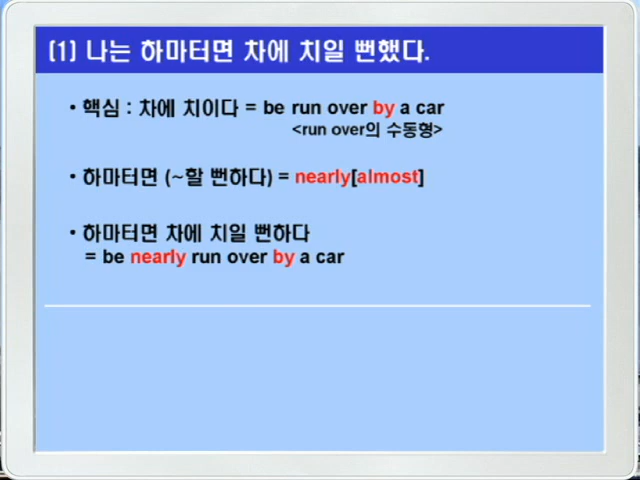 (1) 나는 하마터면 차에 치일 뻔했다.
• 핵심 : 차에 치이다 = be run over by a car
<run over의 수동형>
• 하마터면 (~할 뻔하다) = nearly[almost]
• 하마터면 차에 치일 뻔하다
= be nearly run over by a car